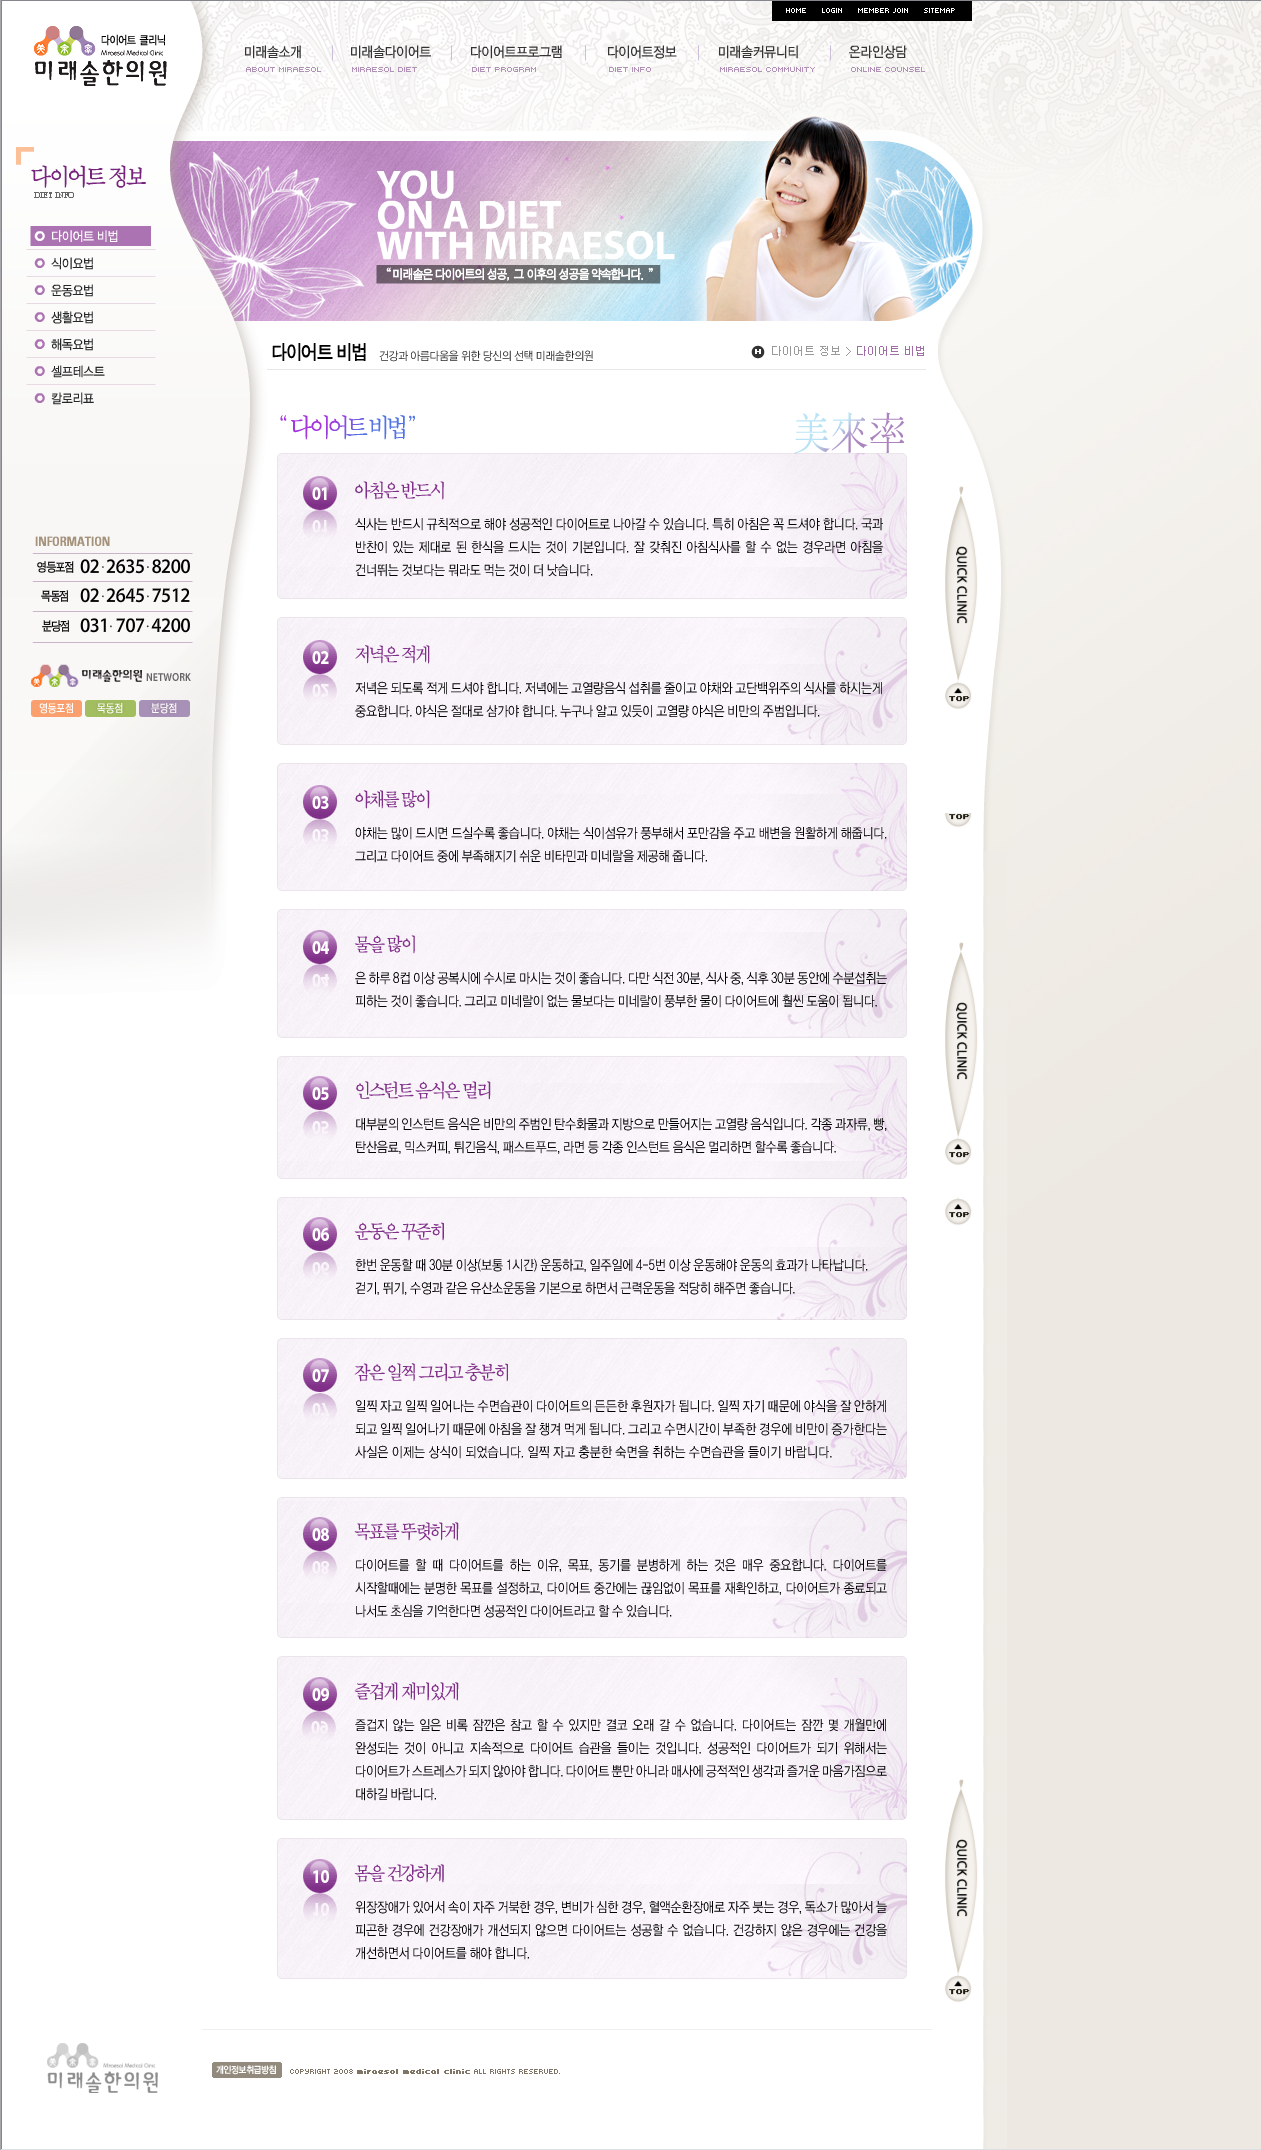 HOME LOGIN MEMBER JOIN SITEMAP
다이어트 클리닉
Miraesol Medical Clinic
미래솔한의원
미래솔소개 미래솔다이어트 다이어트프로그램 다이어트정보 미래솔커뮤니티 온라인상담
ABOUT MIRAESOL MIRAESOL DIET DIET PROGRAM DIET INFO MIRAESOL COMMUNITY ONLINE COUNSEL
다이어트 정보
DIET INFO
다이어트 비법
식이요법
운동요법
생활요법
해독요법
셀프테스트
칼로리표
YOU
ON A DIET
WITH MIRAESOL
“미래솔은 다이어트의 성공, 그 이후의 성공을 약속합니다. ”
다이어트 비법 건강과 아름다움을 위한 당신의 선택 미래솔한의원
H 다이어트 정보 > 다이어트 비법
INFORMATION
영등포점 02·2635·8200
목동점 02·2645·7512
분당점 031·707·4200
미래솔한의원 NETWORK
영등포점 목동점 분당점
“다이어트 비법”
美來率
01 아침은 반드시
식사는 반드시 규칙적으로 해야 성공적인 다이어트로 나아갈 수 있습니다. 특히 아침은 꼭 드셔야 합니다. 국과
반찬이 있는 제대로 된 한식을 드시는 것이 기본입니다. 잘 갖춰진 아침식사를 할 수 없는 경우라면 아침을
건너뛰는 것보다는 뭐라도 먹는 것이 더 낫습니다.
02 저녁은 적게
저녁은 되도록 적게 드셔야 합니다. 저녁에는 고열량음식 섭취를 줄이고 야채와 고단백위주의 식사를 하시는게
중요합니다. 야식은 절대로 삼가야 합니다. 누구나 알고 있듯이 고열량 야식은 비만의 주범입니다.
03 야채를 많이
야채는 많이 드시면 드실수록 좋습니다. 야채는 식이섬유가 풍부해서 포만감을 주고 배변을 원활하게 해줍니다.
그리고 다이어트 중에 부족해지기 쉬운 비타민과 미네랄을 제공해 줍니다.
04 물을 많이
은 하루 8컵 이상 공복시에 수시로 마시는 것이 좋습니다. 다만 식전 30분, 식사 중, 식후 30분 동안에 수분섭취는
피하는 것이 좋습니다. 그리고 미네랄이 없는 물보다는 미네랄이 풍부한 물이 다이어트에 훨씬 도움이 됩니다.
05 인스턴트 음식은 멀리
대부분의 인스턴트 음식은 비만의 주범인 탄수화물과 지방으로 만들어지는 고열량 음식입니다. 각종 과자류, 빵,
탄산음료, 믹스커피, 튀긴음식, 패스트푸드, 라면 등 각종 인스턴트 음식은 멀리하면 할수록 좋습니다.
06 운동은 꾸준히
한번 운동할 때 30분 이상(보통 1시간) 운동하고, 일주일에 4-5번 이상 운동해야 운동의 효과가 나타납니다.
걷기, 뛰기, 수영과 같은 유산소운동을 기본으로 하면서 근력운동을 적당히 해주면 좋습니다.
07 잠은 일찍 그리고 충분히
일찍 자고 일찍 일어나는 수면습관이 다이어트의 든든한 후원자가 됩니다. 일찍 자기 때문에 야식을 잘 안하게
되고 일찍 일어나기 때문에 아침을 잘 챙겨 먹게 됩니다. 그리고 수면시간이 부족한 경우에 비만이 증가한다는
사실은 이제는 상식이 되었습니다. 일찍 자고 충분한 숙면을 취하는 수면습관을 들이기 바랍니다.
08 목표를 뚜렷하게
다이어트를 할 때 다이어트를 하는 이유, 목표, 동기를 분병하게 하는 것은 매우 중요합니다. 다이어트를
시작할때에는 분명한 목표를 설정하고, 다이어트 중간에는 끊임없이 목표를 재확인하고, 다이어트가 종료되고
나서도 초심을 기억한다면 성공적인 다이어트라고 할 수 있습니다.
09 즐겁게 재미있게
즐겁지 않는 일은 비록 잠깐은 참고 할 수 있지만 결코 오래 갈 수 없습니다. 다이어트는 잠깐 몇 개월만에
완성되는 것이 아니고 지속적으로 다이어트 습관을 들이는 것입니다. 성공적인 다이어트가 되기 위해서는
다이어트가 스트레스가 되지 않아야 합니다. 다이어트 뿐만 아니라 매사에 긍적적인 생각과 즐거운 마음가짐으로
대하길 바랍니다.
10 몸을 건강하게
위장장애가 있어서 속이 자주 거북한 경우, 변비가 심한 경우, 혈액순환장애로 자주 붓는 경우, 독소가 많아서 늘
피곤한 경우에 건강장애가 개선되지 않으면 다이어트는 성공할 수 없습니다. 건강하지 않은 경우에는 건강을
개선하면서 다이어트를 해야 합니다.
QUICK CLINIC
TOP
TOP
QUICK CLINIC
TOP
TOP
QUICK CLINIC
TOP
Miraesol Medical Clinic
미래솔한의원
개인정보취급방침 COPYRIGHT 2008 miraesol medical clinic ALL RIGHTS RESERVED.